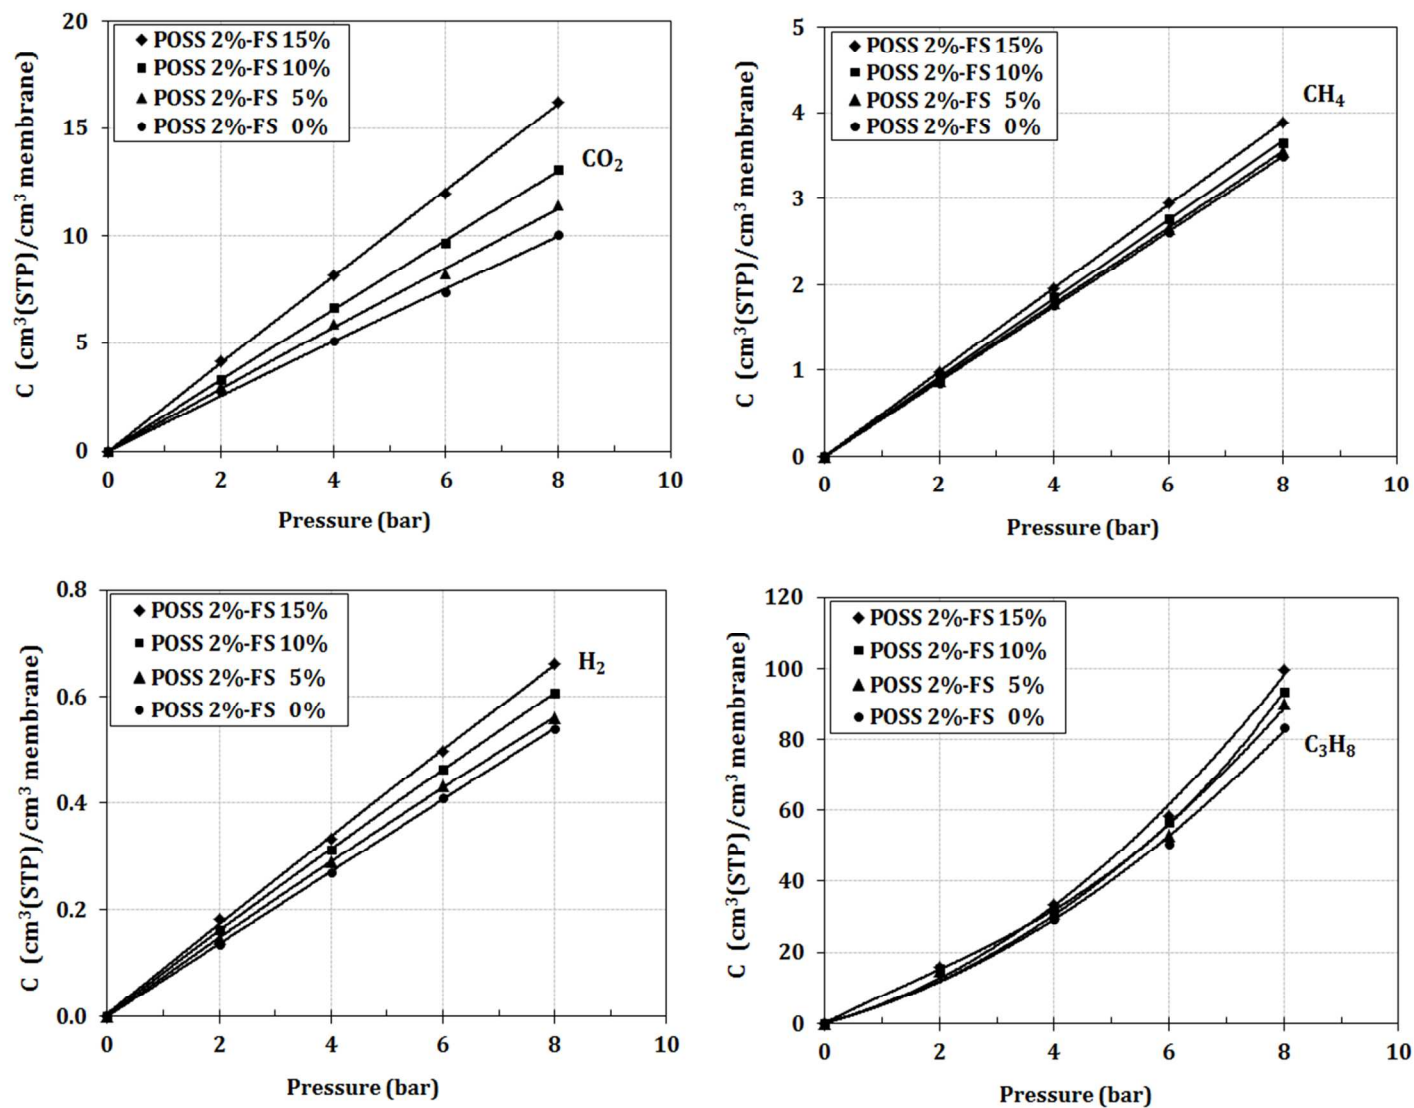 20
15
10
5
0
C (cm³(STP)/cm³ membrane)
POSS 2%-FS 15%
POSS 2%-FS 10%
POSS 2%-FS 5%
POSS 2%-FS 0%
CO₂
0 2 4 6 8 10
Pressure (bar)
5
4
3
2
1
0
C (cm³(STP)/cm³ membrane)
POSS 2%-FS 15%
POSS 2%-FS 10%
POSS 2%-FS 5%
POSS 2%-FS 0%
CH₄
0 2 4 6 8 10
Pressure (bar)
0.8
0.6
0.4
0.2
0.0
C (cm³(STP)/cm³ membrane)
POSS 2%-FS 15%
POSS 2%-FS 10%
POSS 2%-FS 5%
POSS 2%-FS 0%
H₂
0 2 4 6 8 10
Pressure (bar)
120
100
80
60
40
20
0
C (cm³(STP)/cm³ membrane)
POSS 2%-FS 15%
POSS 2%-FS 10%
POSS 2%-FS 5%
POSS 2%-FS 0%
C₃H₈
0 2 4 6 8 10
Pressure (bar)